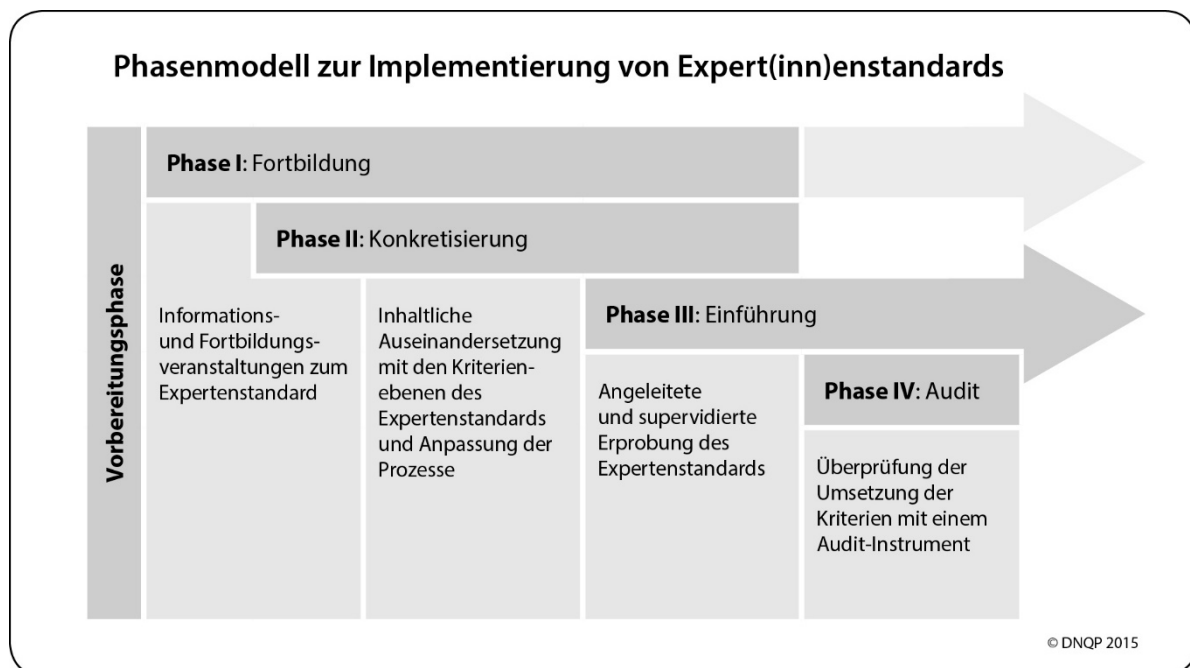 Phasenmodell zur Implementierung von Expert(inn)enstandards
Vorbereitungsphase
Phase I: Fortbildung
Phase II: Konkretisierung
Informations-
und Fortbildungs-
veranstaltungen zum
Expertenstandard
Inhaltliche
Auseinandersetzung
mit den Kriterien-
ebenen des
Expertenstandards
und Anpassung der
Prozesse
Phase III: Einführung
Angeleitete
und supervidierte
Erprobung des
Expertenstandards
Phase IV: Audit
Überprüfung der
Umsetzung der
Kriterien mit einem
Audit-Instrument
© DNQP 2015